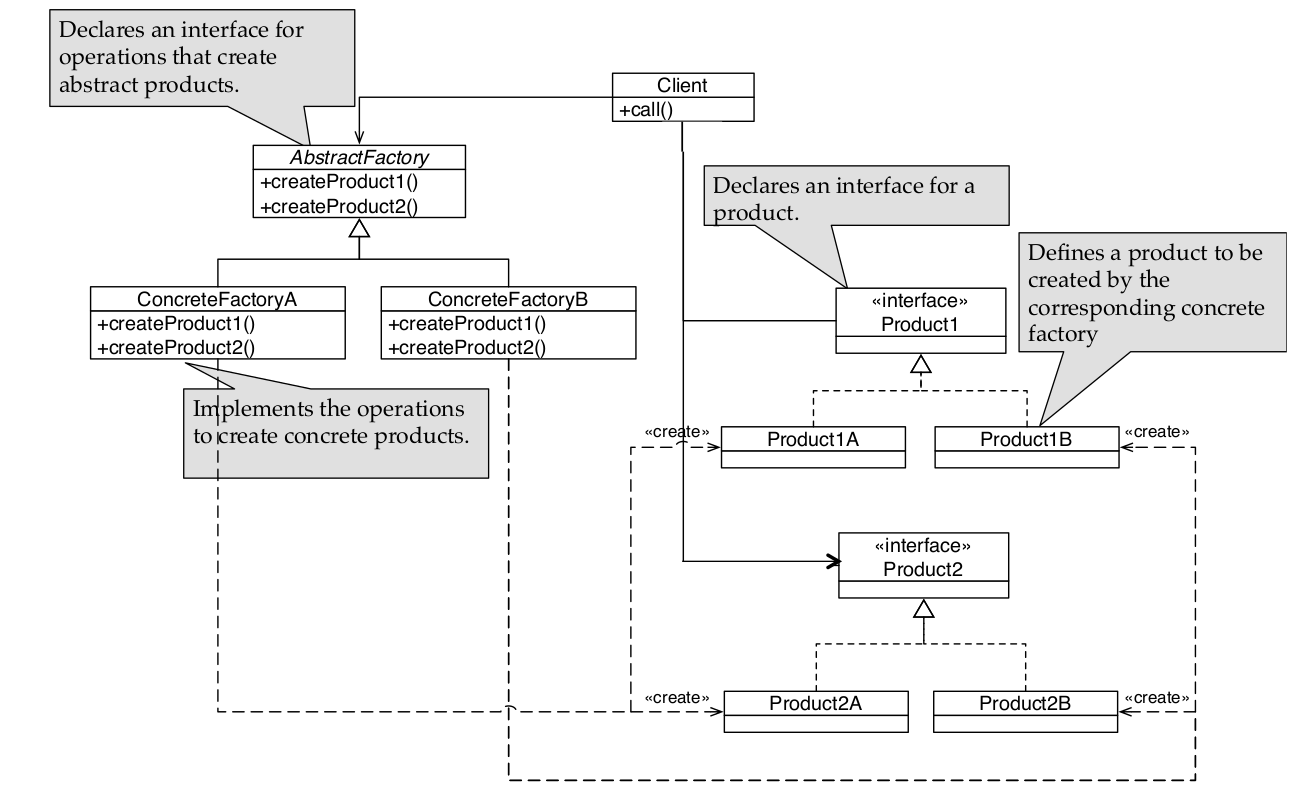 Declares an interface for
operations that create
abstract products.
Client
+call()
AbstractFactory
+createProduct1()
+createProduct2()
Declares an interface for a
product.
Defines a product to be
created by the
corresponding concrete
factory
ConcreteFactoryA
+createProduct1()
+createProduct2()
ConcreteFactoryB
+createProduct1()
+createProduct2()
«interface»
Product1
Implements the operations
to create concrete products.
«create»
Product1A
Product1B
«create»
«interface»
Product2
«create»
Product2A
Product2B
«create»